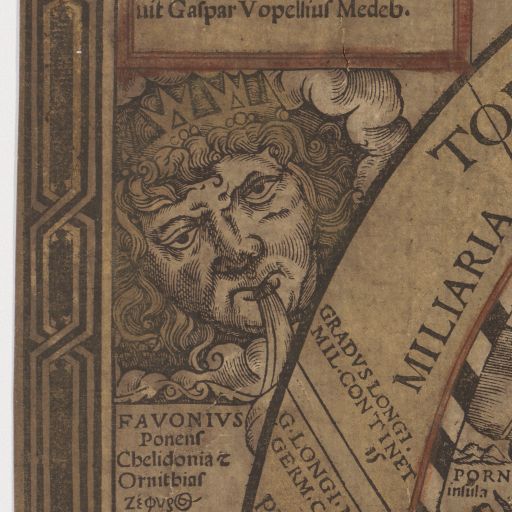 uit Gaspar Vopellius Medeb.
TO
MILIARIA
GRADVS LONGI.
MIL. CONTINET
15
G. LONGI.
GERM. C
FAVONIVS
Ponens
Chelidonia &
Ornithias
Ζέφυρος
PORN
insula